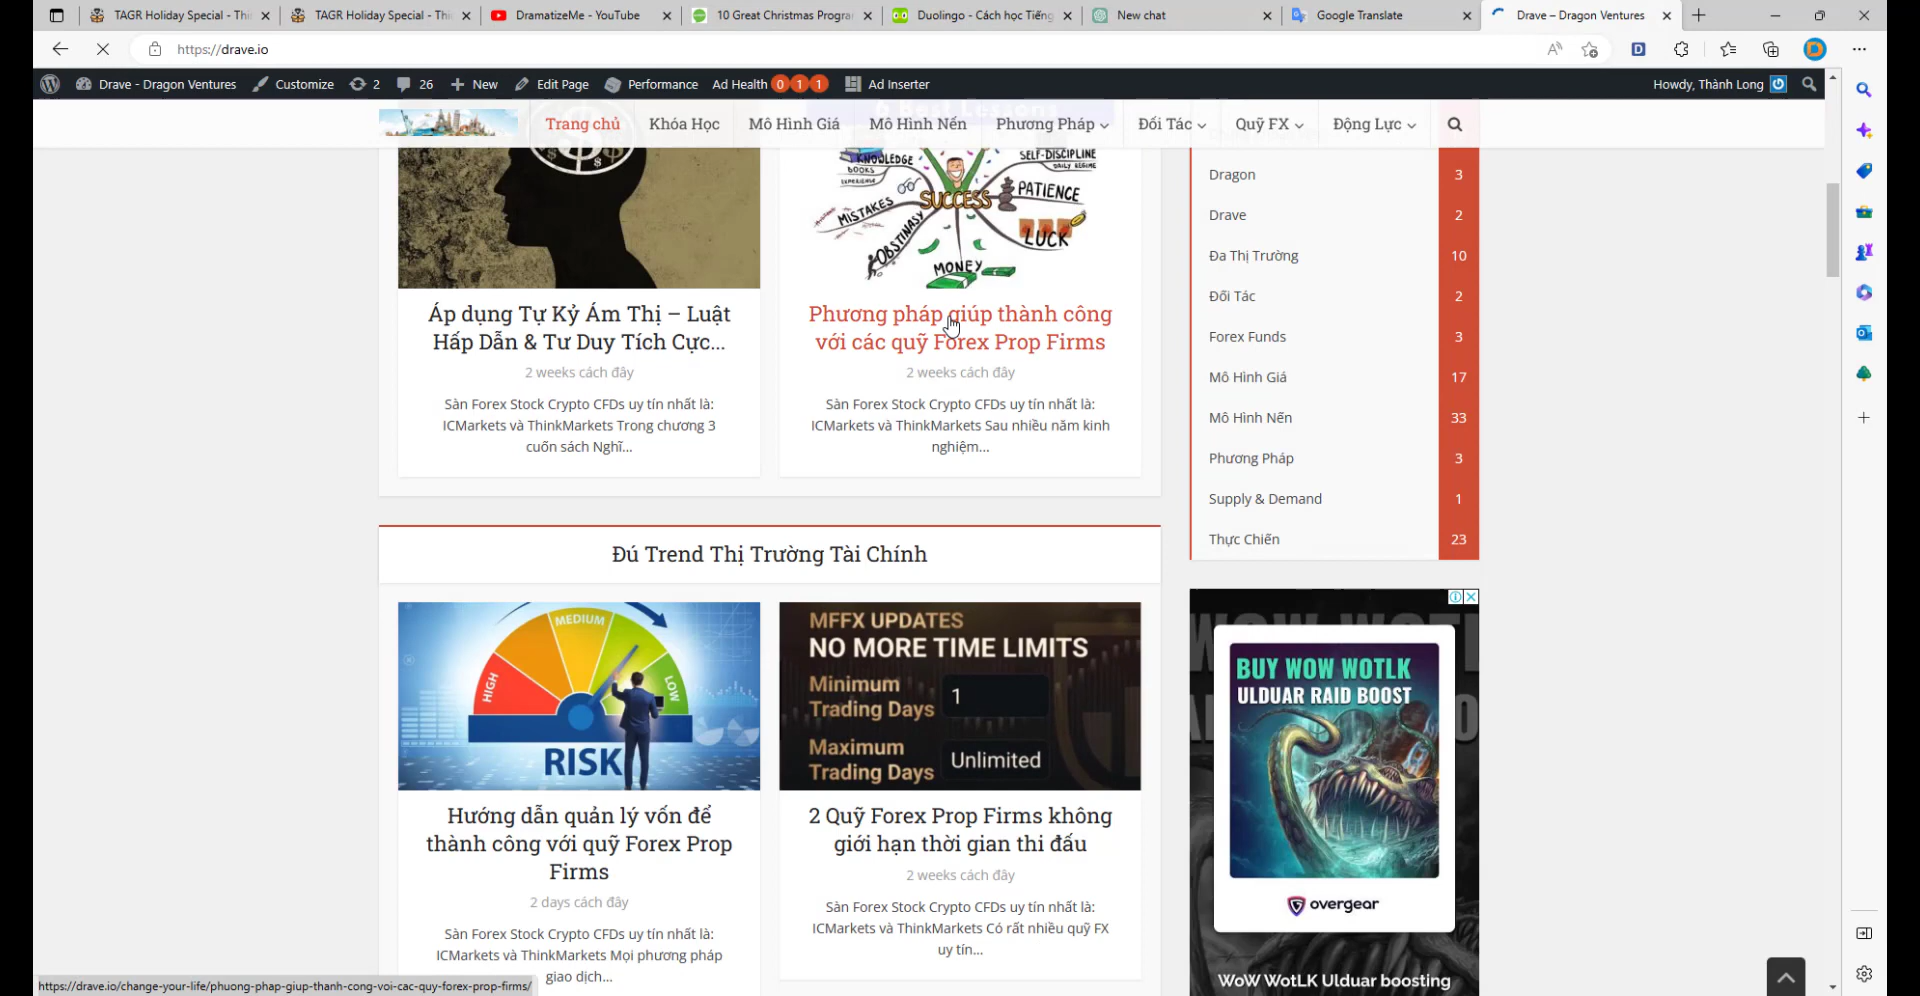 TAGR Holiday Special - Thi
TAGR Holiday Special - Thi
DramatizeMe - YouTube
10 Great Christmas Program
Duolingo - Cách học Tiếng
New chat
Google Translate
Drave – Dragon Ventures
https://drave.io
Drave - Dragon Ventures
Customize
2
26
New
Edit Page
Performance
Ad Health 0 1 1
Ad Inserter
Howdy, Thành Long
6 Best Lessons
Trang chủ
Khóa Học
Mô Hình Giá
Mô Hình Nến
Phương Pháp
Đối Tác
Quỹ FX
Động Lực
KNOWLEDGE
BOOKS
EXPERIENCE
SELF-DISCIPLINE
DAILY REGIME
SUCCESS
PATIENCE
MISTAKES
OBSTINASY
LUCK
MONEY
Áp dụng Tự Kỷ Ám Thị – Luật
Hấp Dẫn & Tư Duy Tích Cực...
2 weeks cách đây
Sàn Forex Stock Crypto CFDs uy tín nhất là:
ICMarkets và ThinkMarkets Trong chương 3
cuốn sách Nghĩ...
Phương pháp giúp thành công
với các quỹ Forex Prop Firms
2 weeks cách đây
Sàn Forex Stock Crypto CFDs uy tín nhất là:
ICMarkets và ThinkMarkets Sau nhiều năm kinh
nghiệm...
Dragon 3
Drave 2
Đa Thị Trường 10
Đối Tác 2
Forex Funds 3
Mô Hình Giá 17
Mô Hình Nến 33
Phương Pháp 3
Supply & Demand 1
Thực Chiến 23
Đú Trend Thị Trường Tài Chính
HIGH
MEDIUM
LOW
RISK
MFFX UPDATES
NO MORE TIME LIMITS
Minimum
Trading Days 1
Maximum
Trading Days Unlimited
Hướng dẫn quản lý vốn để
thành công với quỹ Forex Prop
Firms
2 days cách đây
Sàn Forex Stock Crypto CFDs uy tín nhất là:
ICMarkets và ThinkMarkets Mọi phương pháp
giao dịch...
2 Quỹ Forex Prop Firms không
giới hạn thời gian thi đấu
2 weeks cách đây
Sàn Forex Stock Crypto CFDs uy tín nhất là:
ICMarkets và ThinkMarkets Có rất nhiều quỹ FX
uy tín...
BUY WOW WOTLK
ULDUAR RAID BOOST
overgear
WoW WotLK Ulduar boosting
https://drave.io/change-your-life/phuong-phap-giup-thanh-cong-voi-cac-quy-forex-prop-firms/